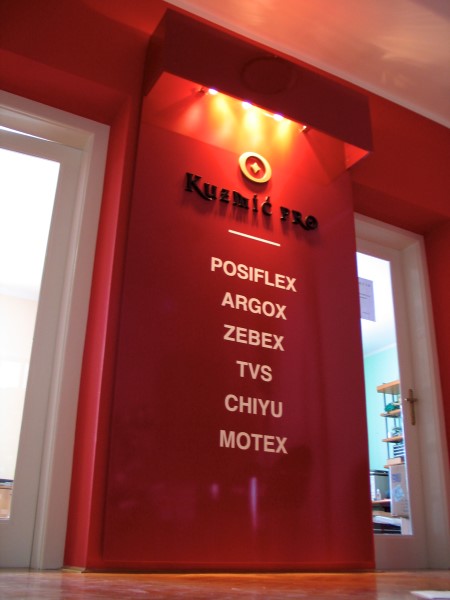 Kuzmić PRO
POSIFLEX
ARGOX
ZEBEX
TVS
CHIYU
MOTEX